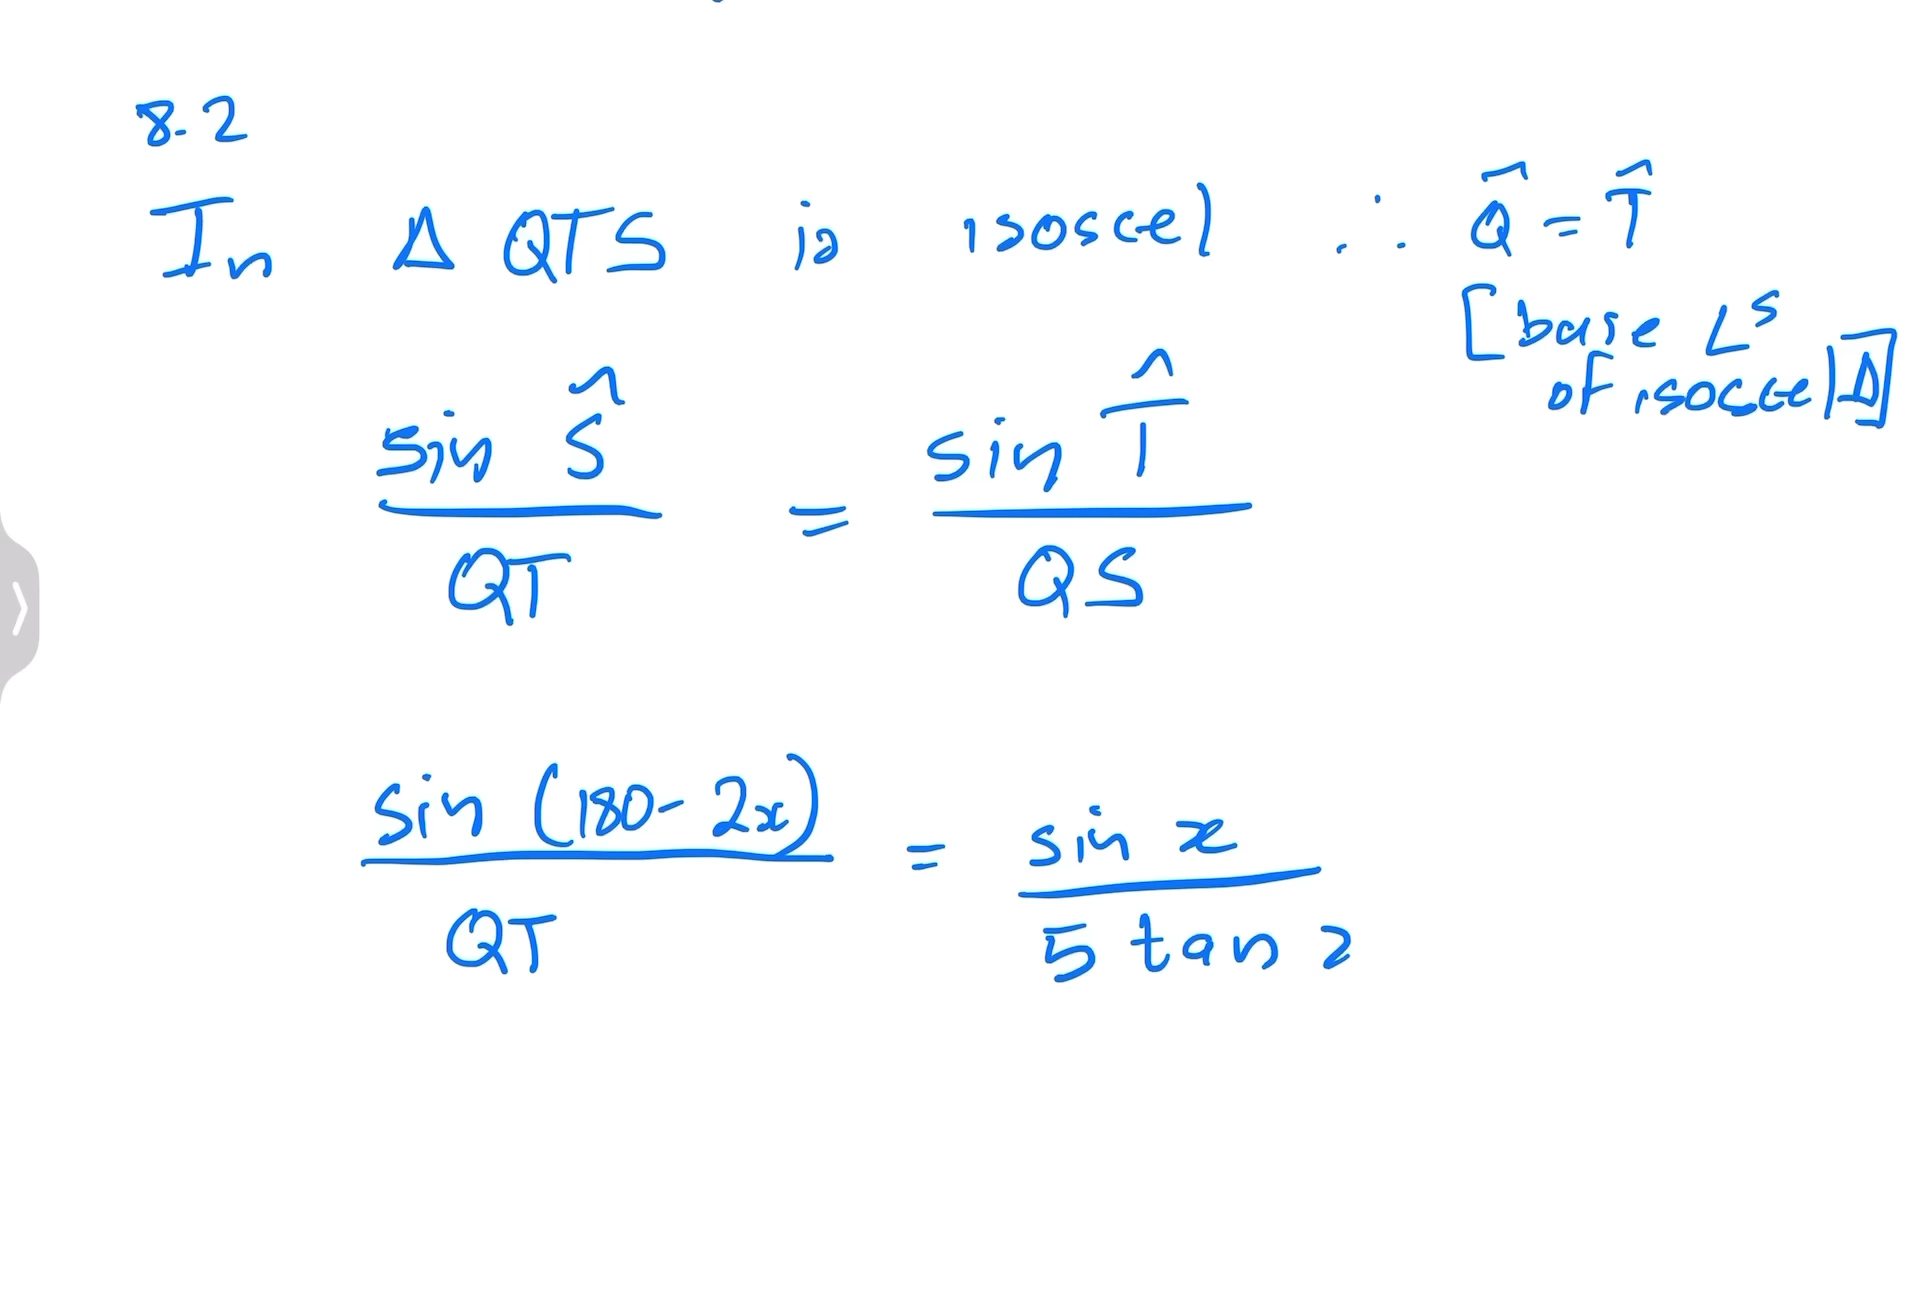 8.2
In Δ QTS is isoscel ∴ Q̂ = T̂
[base ∠s
of isoscel Δ]
sin Ŝ / QT = sin T̂ / QS
sin (180 - 2x) / QT = sin x / 5 tan 2